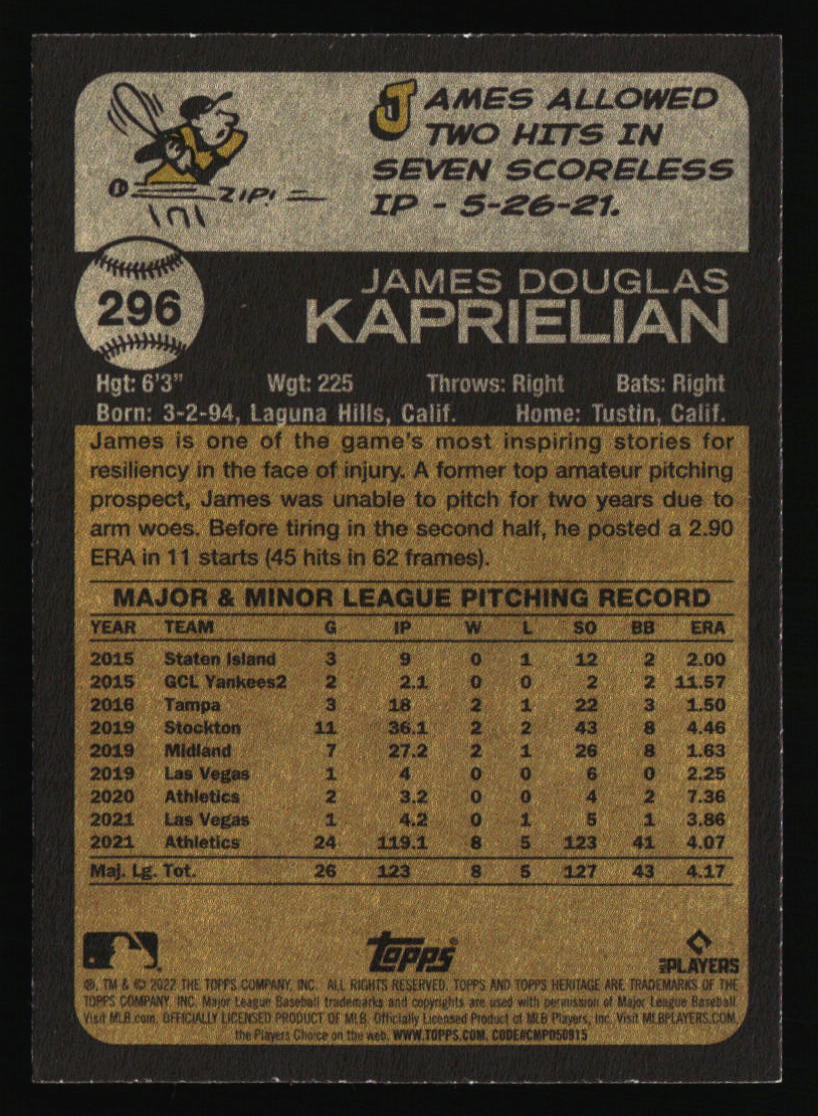 JAMES ALLOWED
TWO HITS IN
SEVEN SCORELESS
IP - 5-26-21.
ZIP!
296
JAMES DOUGLAS
KAPRIELIAN
Hgt: 6'3" Wgt: 225 Throws: Right Bats: Right
Born: 3-2-94, Laguna Hills, Calif. Home: Tustin, Calif.
James is one of the game's most inspiring stories for
resiliency in the face of injury. A former top amateur pitching
prospect, James was unable to pitch for two years due to
arm woes. Before tiring in the second half, he posted a 2.90
ERA in 11 starts (45 hits in 62 frames).
MAJOR & MINOR LEAGUE PITCHING RECORD
YEAR TEAM G IP W L SO BB ERA
2015 Staten Island 3 9 0 1 12 2 2.00
2015 GCL Yankees2 2 2.1 0 0 2 2 11.57
2016 Tampa 3 18 2 1 22 3 1.50
2019 Stockton 11 36.1 2 2 43 8 4.46
2019 Midland 7 27.2 2 1 26 8 1.63
2019 Las Vegas 1 4 0 0 6 0 2.25
2020 Athletics 2 3.2 0 0 4 2 7.36
2021 Las Vegas 1 4.2 0 1 5 1 3.86
2021 Athletics 24 119.1 8 5 123 41 4.07
Maj. Lg. Tot. 26 123 8 5 127 43 4.17
Topps
MLB PLAYERS
®, TM & © 2022 THE TOPPS COMPANY, INC. ALL RIGHTS RESERVED. TOPPS AND TOPPS HERITAGE ARE TRADEMARKS OF THE
TOPPS COMPANY, INC. Major League Baseball trademarks and copyrights are used with permission of Major League Baseball.
Visit MLB.com. OFFICIALLY LICENSED PRODUCT OF MLB. Officially Licensed Product of MLB Players, Inc. Visit MLBPLAYERS.COM,
the Players Choice on the web. WWW.TOPPS.COM. CODE#CMP050915